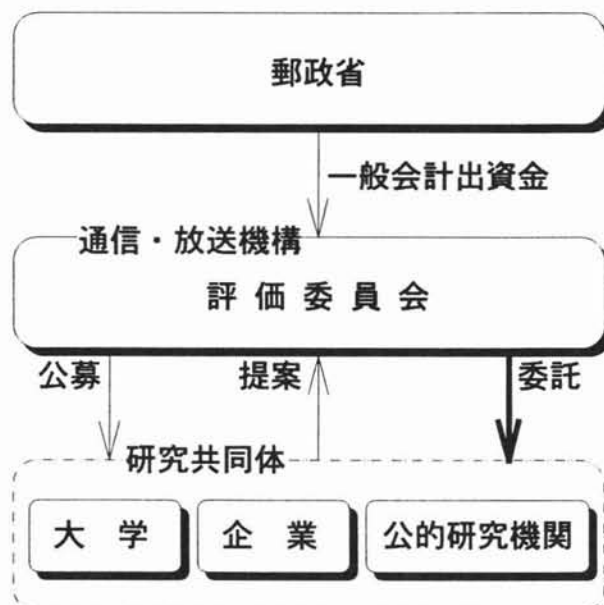 郵政省
一般会計出資金
通信・放送機構
評価委員会
公募
提案
委託
研究共同体
大学
企業
公的研究機関